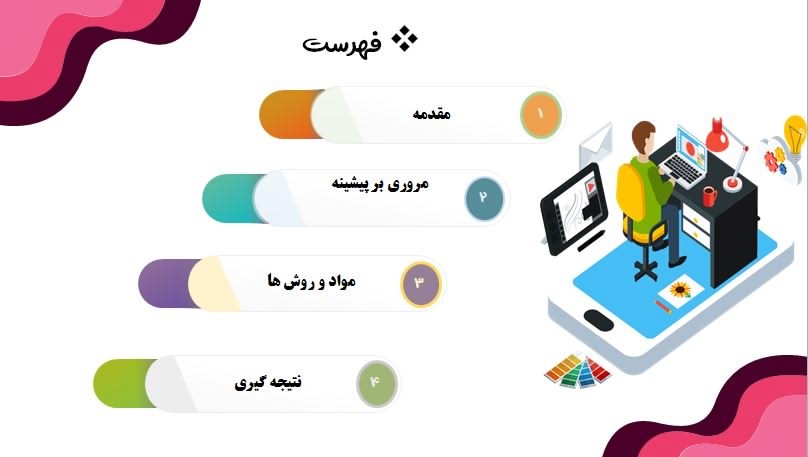 ❖ فهرست
۱ مقدمه
۲ مروری بر پیشینه
۳ مواد و روش ها
۴ نتیجه گیری